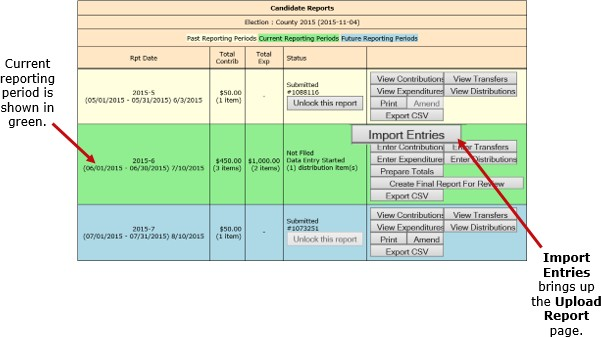 Candidate Reports
Election : County 2015 (2015-11-04)
Past Reporting Periods Current Reporting Periods Future Reporting Periods
Rpt Date Total Contrib Total Exp Status
Current
reporting
period is
shown in
green.
2015-5
(05/01/2015 - 05/31/2015) 6/3/2015
$50.00
(1 item)
-
Submitted
#1088116
Unlock this report
View Contributions View Transfers
View Expenditures View Distributions
Print Amend
Export CSV
2015-6
(06/01/2015 - 06/30/2015) 7/10/2015
$450.00
(3 items)
$1,000.00
(2 items)
Not Filed
Data Entry Started
(1) distribution item(s)
Import Entries
Enter Contributions Enter Transfers
Enter Expenditures Enter Distributions
Prepare Totals
Create Final Report For Review
Export CSV
2015-7
(07/01/2015 - 07/31/2015) 8/10/2015
$50.00
(1 item)
-
Submitted
#1073251
Unlock this report
View Contributions View Transfers
View Expenditures View Distributions
Print Amend
Export CSV
Import
Entries
brings up
the Upload
Report
page.